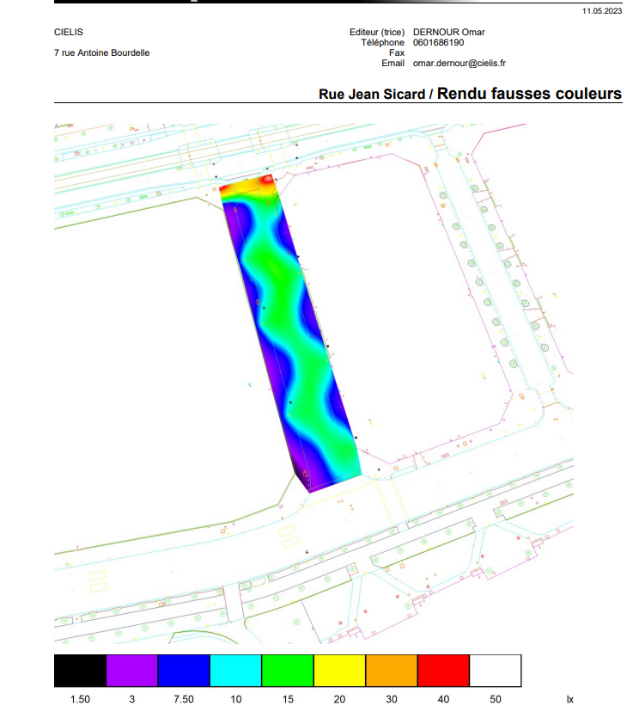 11.05.2023
CIELIS
7 rue Antoine Bourdelle
Editeur (trice) DERNOUR Omar
Téléphone 0601686190
Fax
Email omar.dernour@cielis.fr
Rue Jean Sicard / Rendu fausses couleurs
1.50 3 7.50 10 15 20 30 40 50 lx